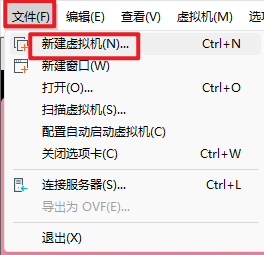 文件(F) 编辑(E) 查看(V) 虚拟机(M)
新建虚拟机(N)... Ctrl+N
新建窗口(W)
打开(O)... Ctrl+O
扫描虚拟机(S)...
配置自动启动虚拟机(C)
关闭选项卡(C) Ctrl+W
连接服务器(S)... Ctrl+L
导出为 OVF(E)...
退出(X)